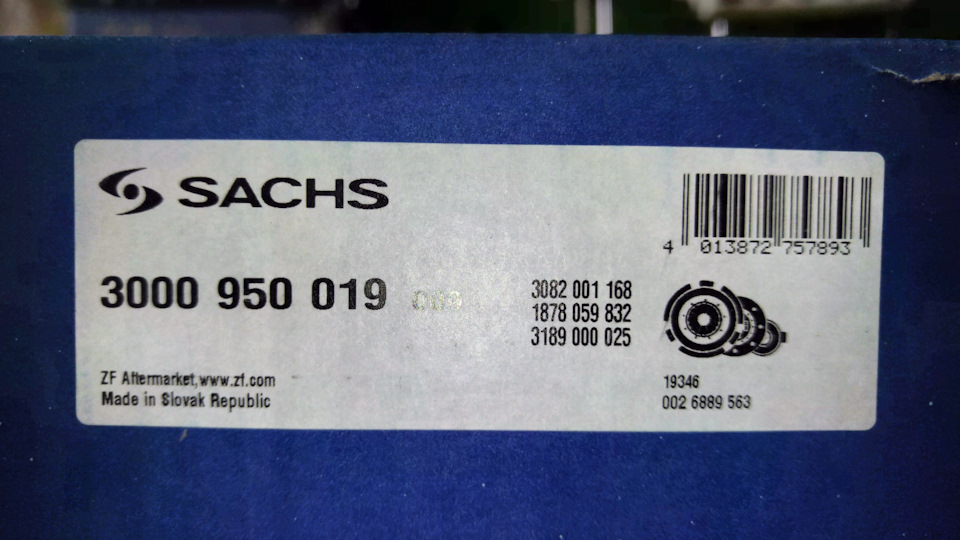 SACHS
4 013872 757893
3000 950 019
3082 001 168
1878 059 832
3189 000 025
ZF Aftermarket,www.zf.com
Made in Slovak Republic
19346
002 6889 563